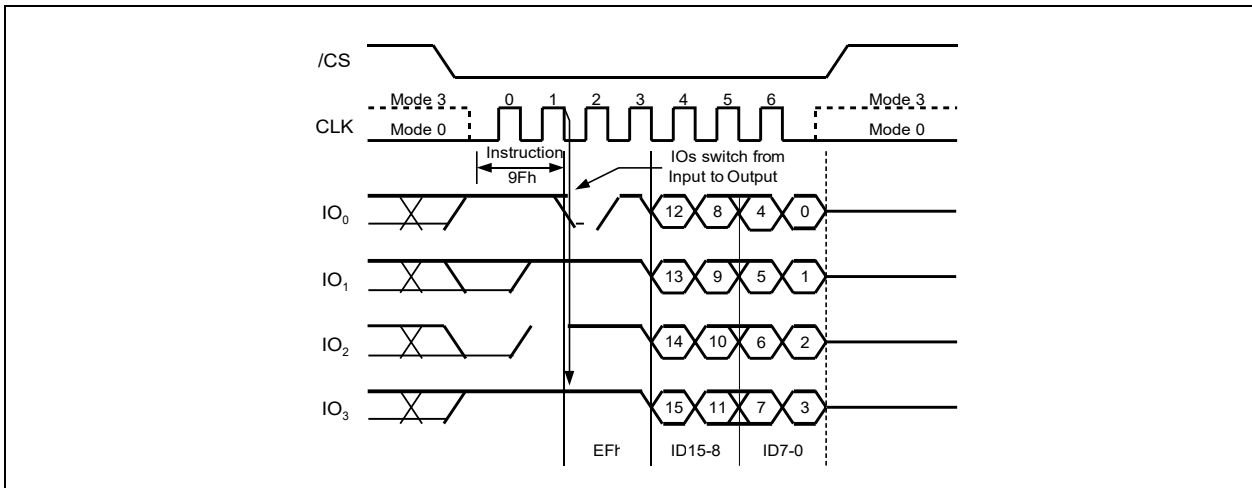 /CS
Mode 3 0 1 2 3 4 5 6 Mode 3
CLK Mode 0 Mode 0
Instruction IOs switch from
9Fh Input to Output
IO0 12 8 4 0
IO1 13 9 5 1
IO2 14 10 6 2
IO3 15 11 7 3
EFh ID15-8 ID7-0